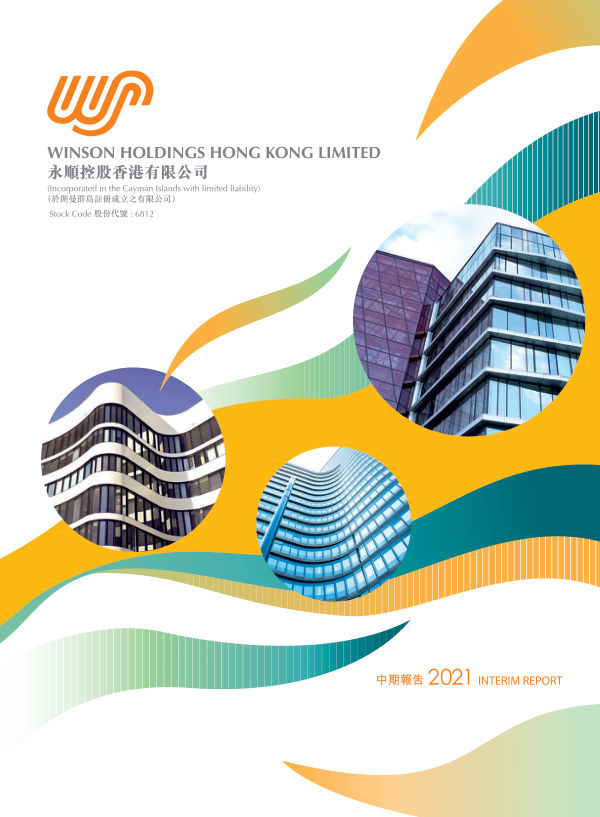 WINSON HOLDINGS HONG KONG LIMITED
永順控股香港有限公司
(Incorporated in the Cayman Islands with limited liability)
(於開曼群島註冊成立之有限公司)
Stock Code 股份代號 : 6812
中期報告 2021 INTERIM REPORT